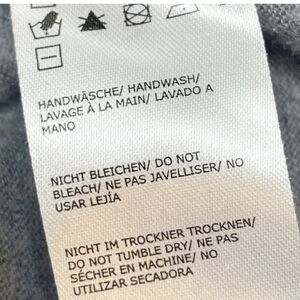 HANDWÄSCHE/ HANDWASH/
LAVAGE À LA MAIN/ LAVADO A
MANO
NICHT BLEICHEN/ DO NOT
BLEACH/ NE PAS JAVELLISER/ NO
USAR LEJÍA
NICHT IM TROCKNER TROCKNEN/
DO NOT TUMBLE DRY/ NE PAS
SÉCHER EN MACHINE/ NO
UTILIZAR SECADORA